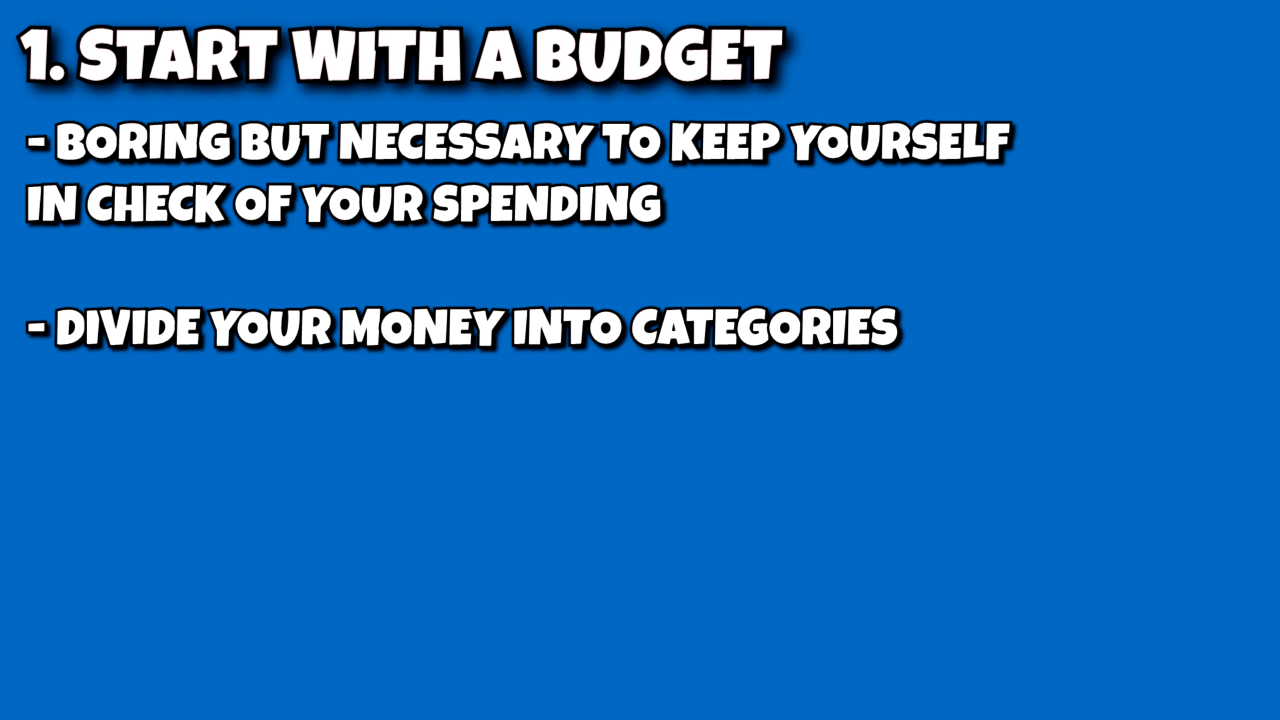 1. START WITH A BUDGET
- BORING BUT NECESSARY TO KEEP YOURSELF
IN CHECK OF YOUR SPENDING
- DIVIDE YOUR MONEY INTO CATEGORIES